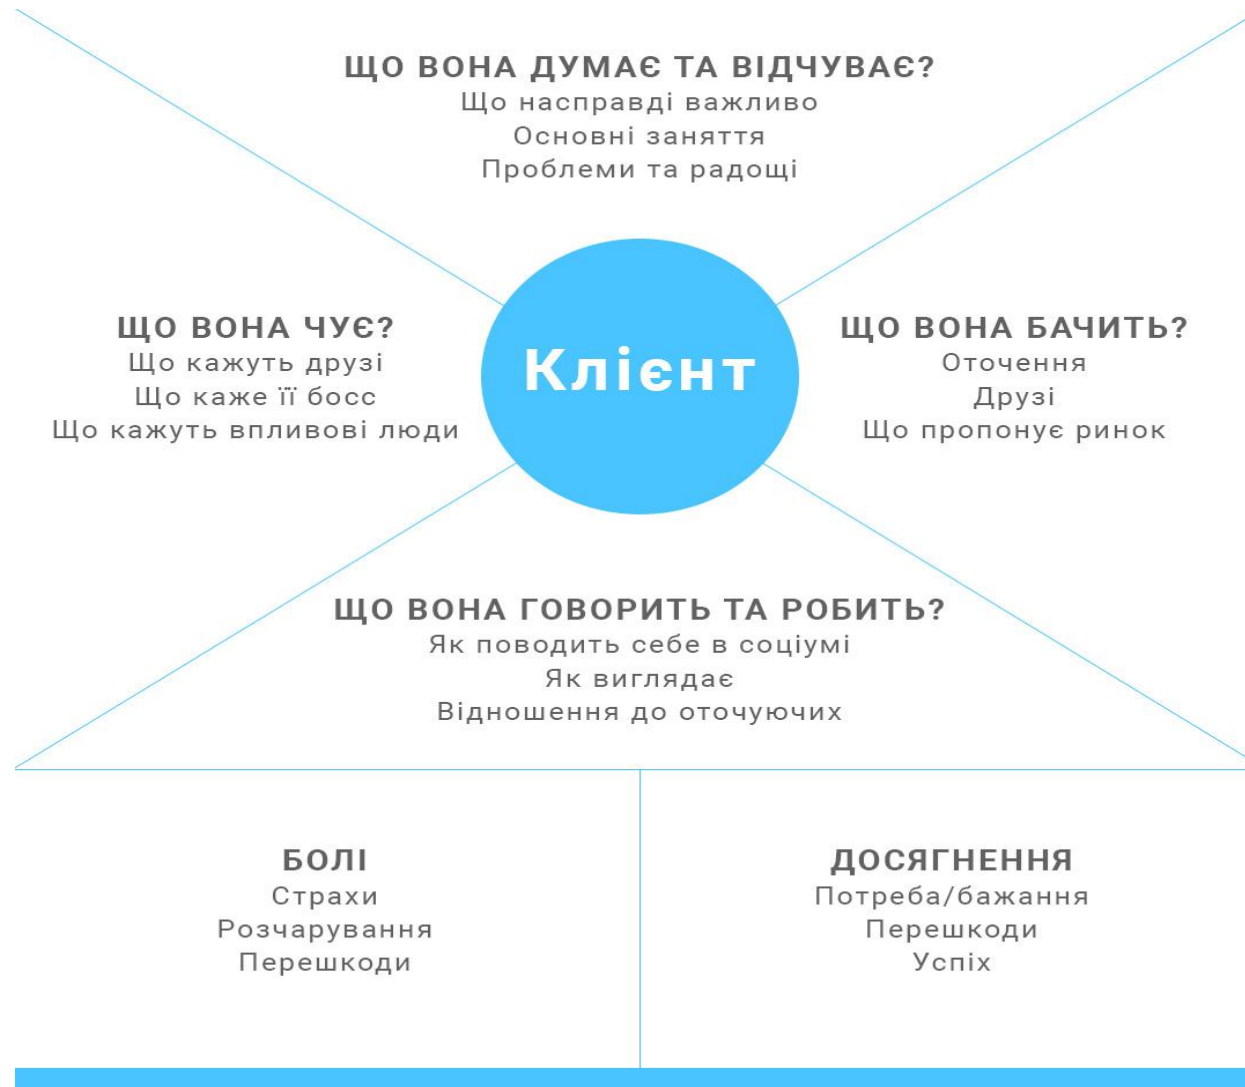 ЩО ВОНА ДУМАЄ ТА ВІДЧУВАЄ?
Що насправді важливо
Основні заняття
Проблеми та радощі
ЩО ВОНА ЧУЄ?
Що кажуть друзі
Що каже її босс
Що кажуть впливові люди
Клієнт
ЩО ВОНА БАЧИТЬ?
Оточення
Друзі
Що пропонує ринок
ЩО ВОНА ГОВОРИТЬ ТА РОБИТЬ?
Як поводить себе в соціумі
Як виглядає
Відношення до оточуючих
БОЛІ
Страхи
Розчарування
Перешкоди
ДОСЯГНЕННЯ
Потреба/бажання
Перешкоди
Успіх